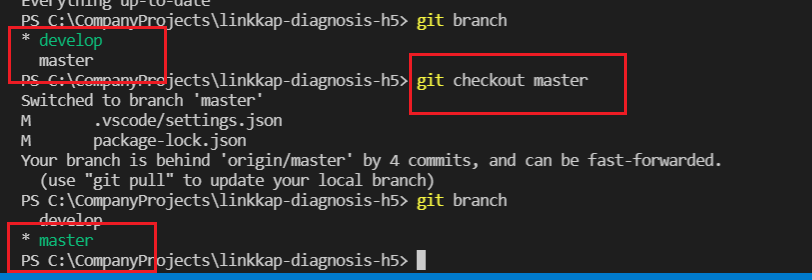 Everything up-to-date
PS C:\CompanyProjects\linkkap-diagnosis-h5> git branch
* develop
  master
PS C:\CompanyProjects\linkkap-diagnosis-h5> git checkout master
Switched to branch 'master'
M       .vscode/settings.json
M       package-lock.json
Your branch is behind 'origin/master' by 4 commits, and can be fast-forwarded.
  (use "git pull" to update your local branch)
PS C:\CompanyProjects\linkkap-diagnosis-h5> git branch
  develop
* master
PS C:\CompanyProjects\linkkap-diagnosis-h5>